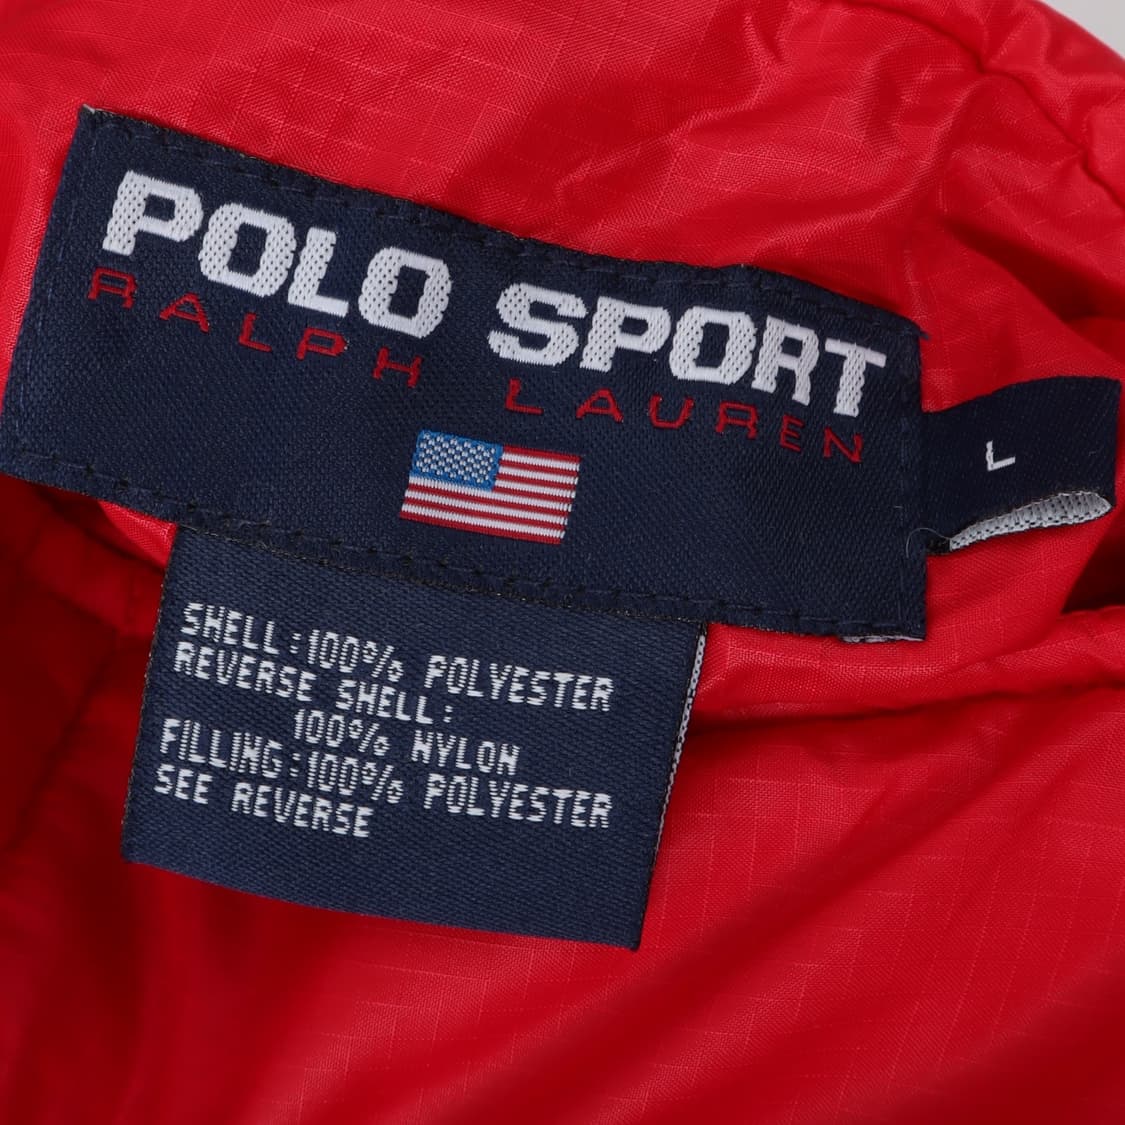 POLO SPORT
RALPH LAUREN
L
SHELL:100% POLYESTER
REVERSE SHELL:
100% NYLON
FILLING:100% POLYESTER
SEE REVERSE